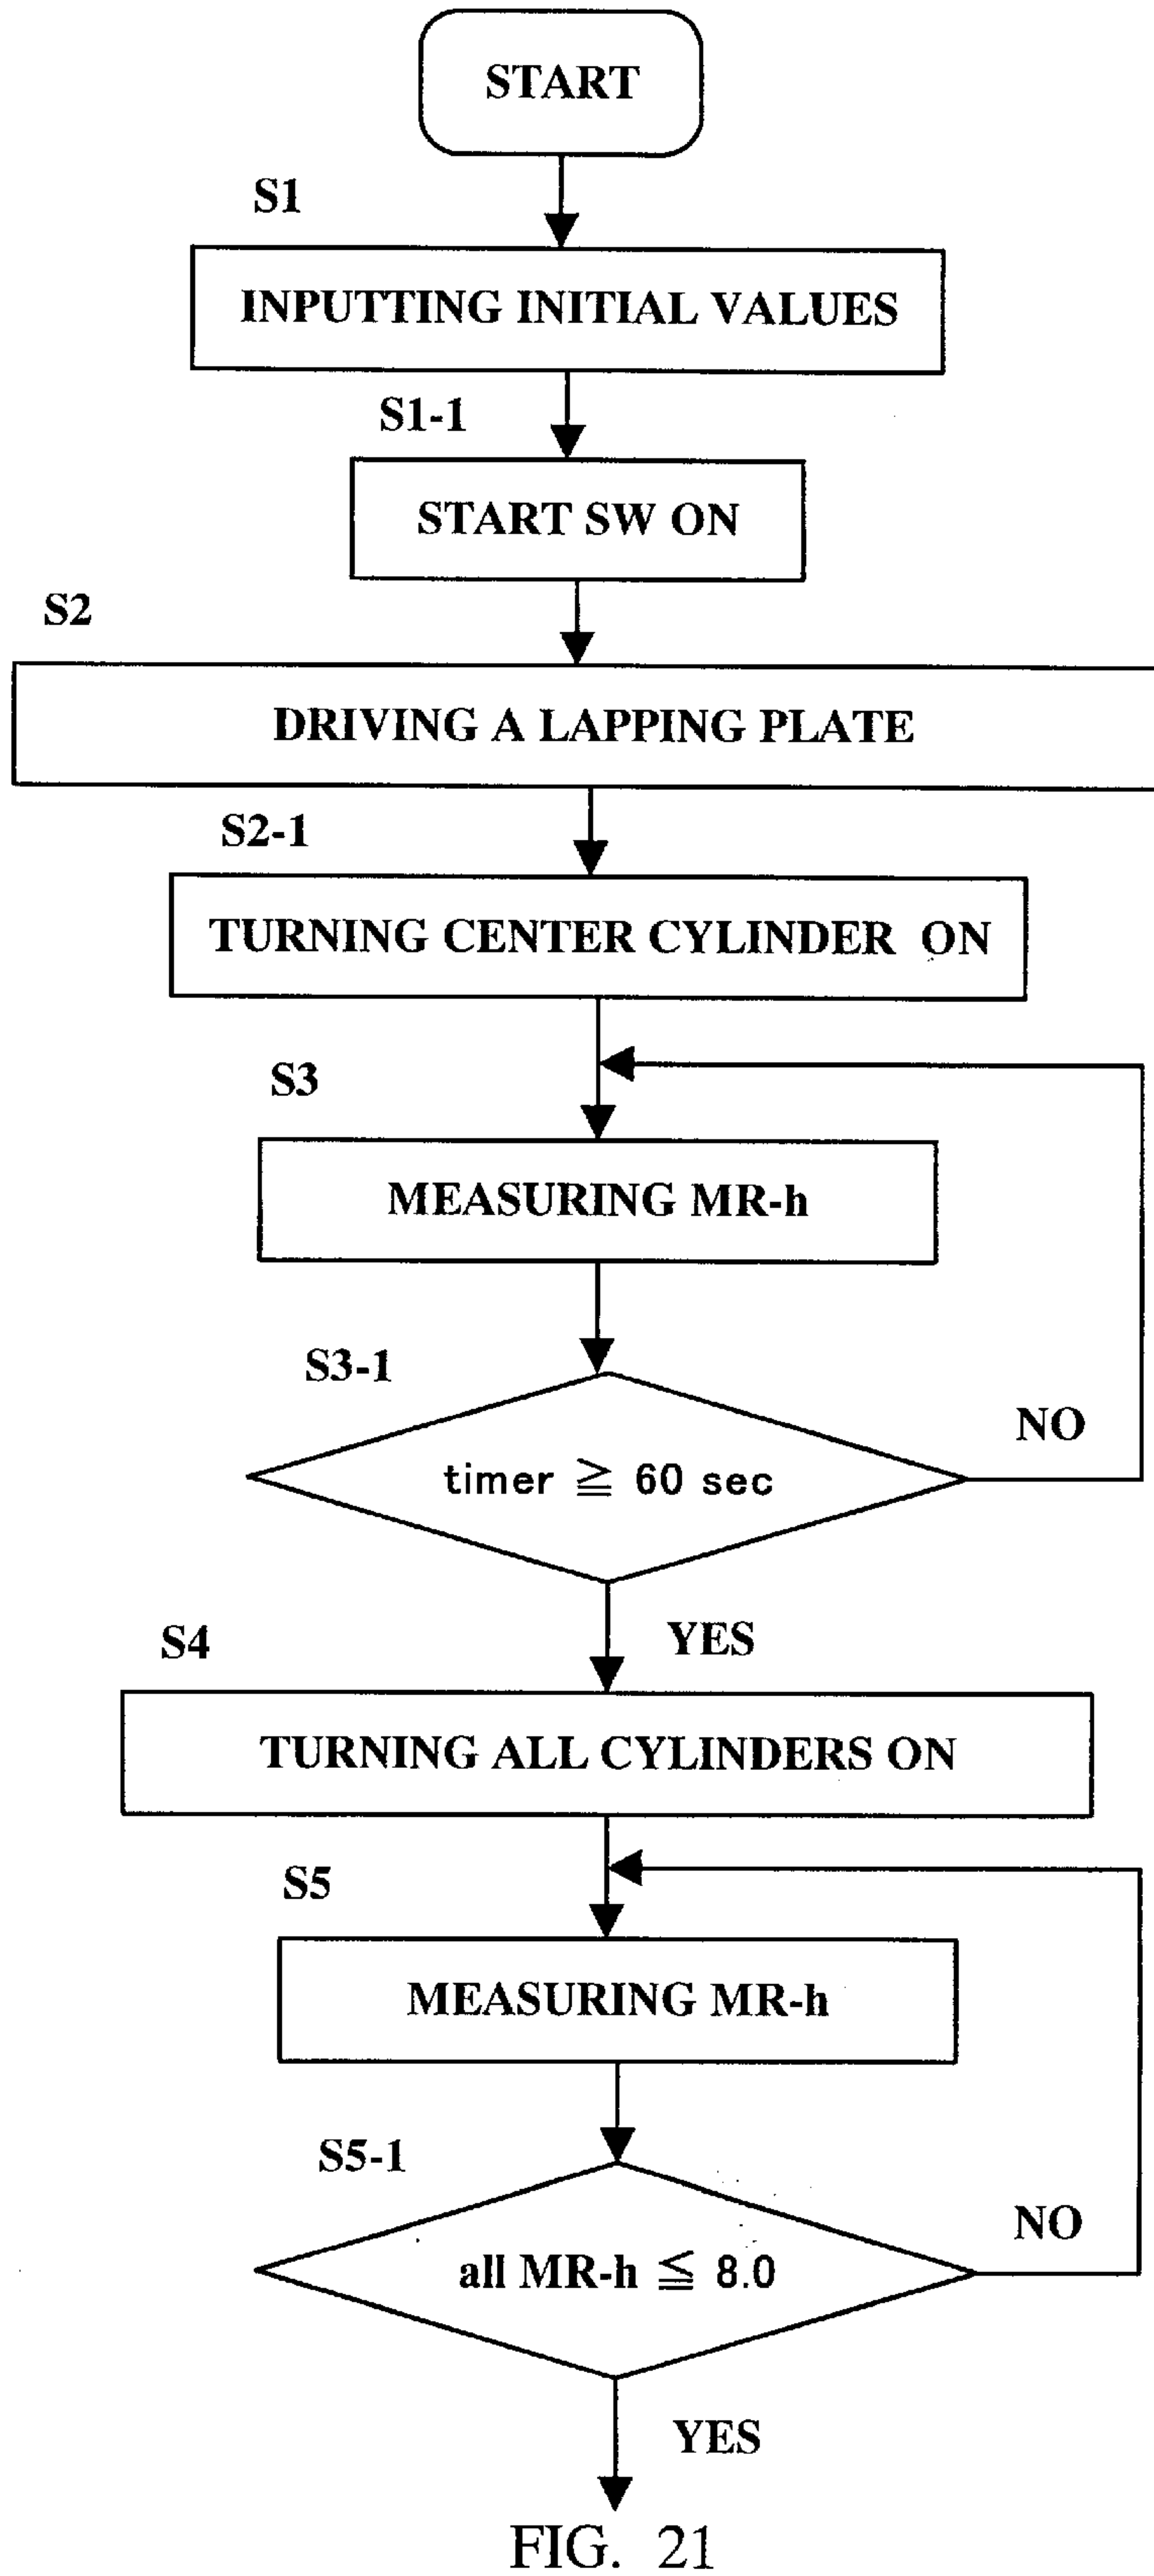 START
S1
INPUTTING INITIAL VALUES
S1-1
START SW ON
S2
DRIVING A LAPPING PLATE
S2-1
TURNING CENTER CYLINDER ON
S3
MEASURING MR-h
S3-1
timer ≧ 60 sec
NO
YES
S4
TURNING ALL CYLINDERS ON
S5
MEASURING MR-h
S5-1
all MR-h ≦ 8.0
NO
YES
FIG. 21